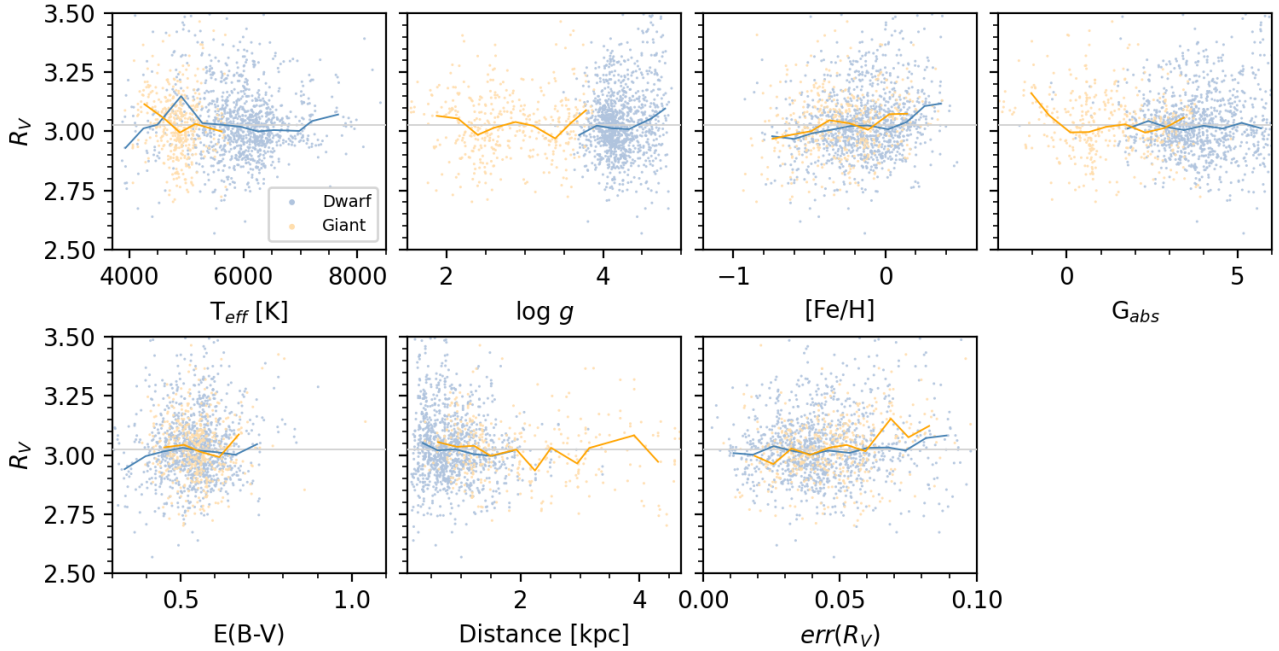 3.50
3.25
3.00
2.75
2.50
R_V
Dwarf
Giant
4000 6000 8000
2 4
−1 0
0 5
T_eff [K]
log g
[Fe/H]
G_abs
3.50
3.25
3.00
2.75
2.50
R_V
0.5 1.0
2 4
0.00 0.05 0.10
E(B-V)
Distance [kpc]
err(R_V)